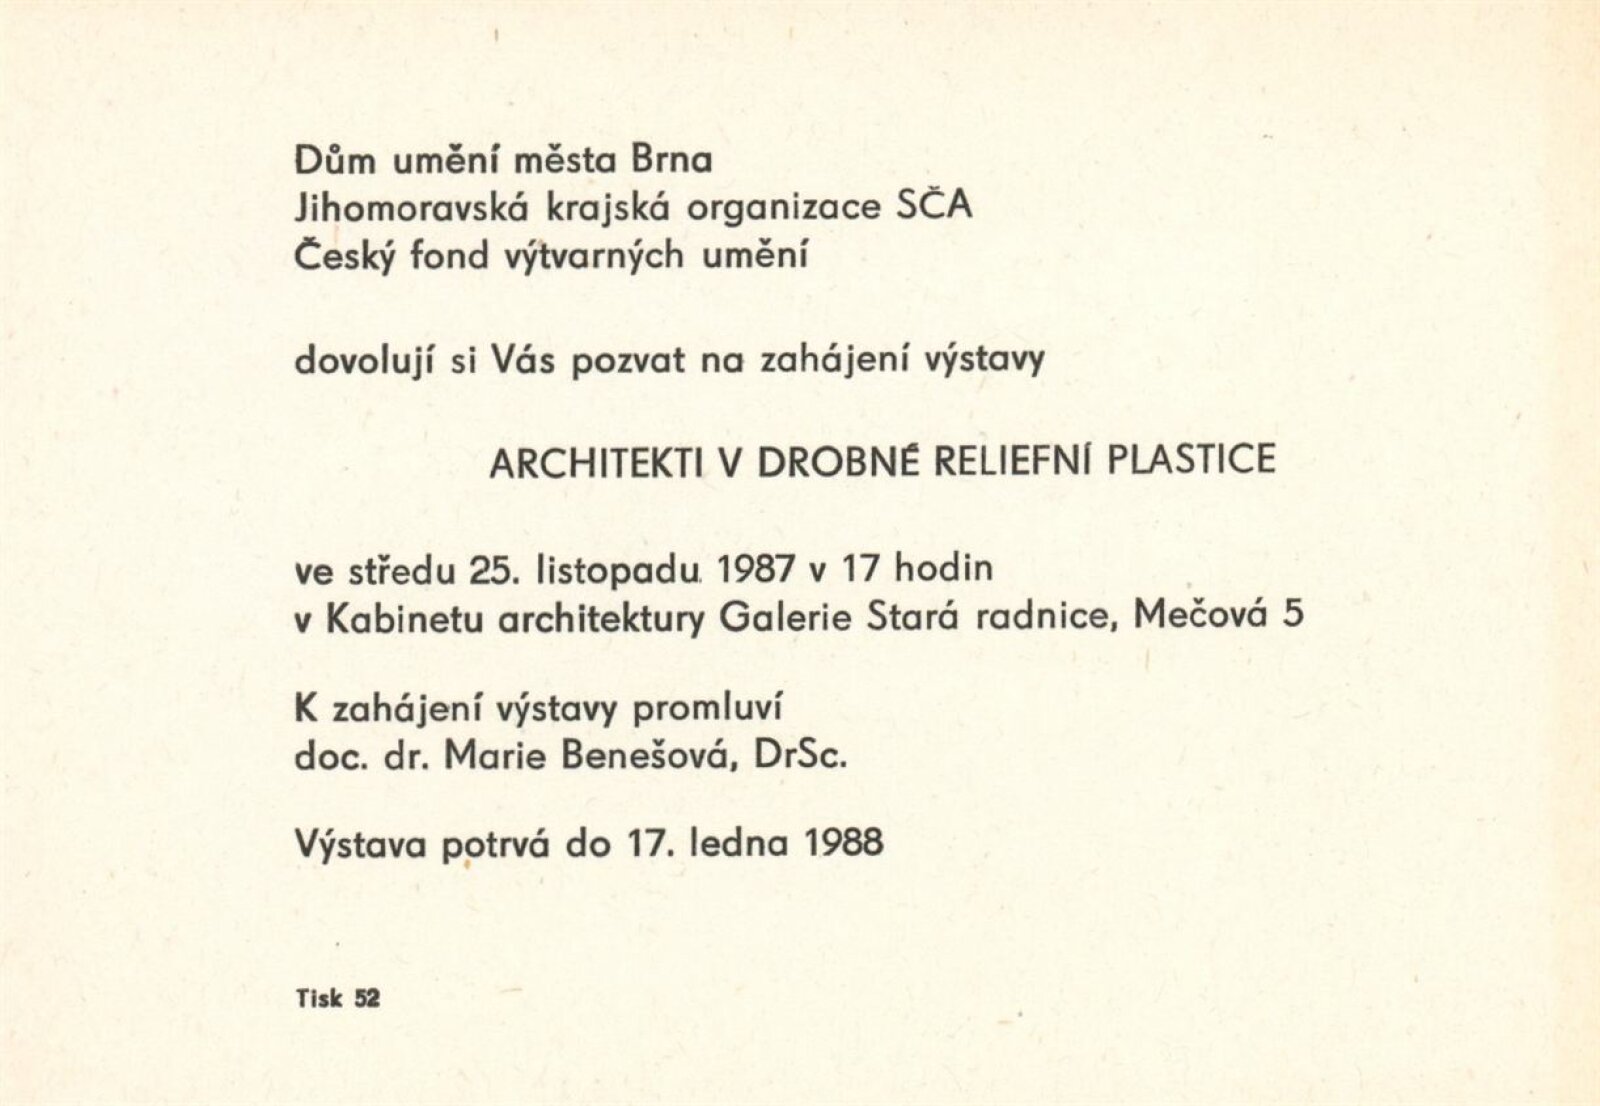 Dům umění města Brna
Jihomoravská krajská organizace SČA
Český fond výtvarných umění
dovolují si Vás pozvat na zahájení výstavy
ARCHITEKTI V DROBNÉ RELIEFNÍ PLASTICE
ve středu 25. listopadu 1987 v 17 hodin
v Kabinetu architektury Galerie Stará radnice, Mečová 5
K zahájení výstavy promluví
doc. dr. Marie Benešová, DrSc.
Výstava potrvá do 17. ledna 1988
Tisk 52